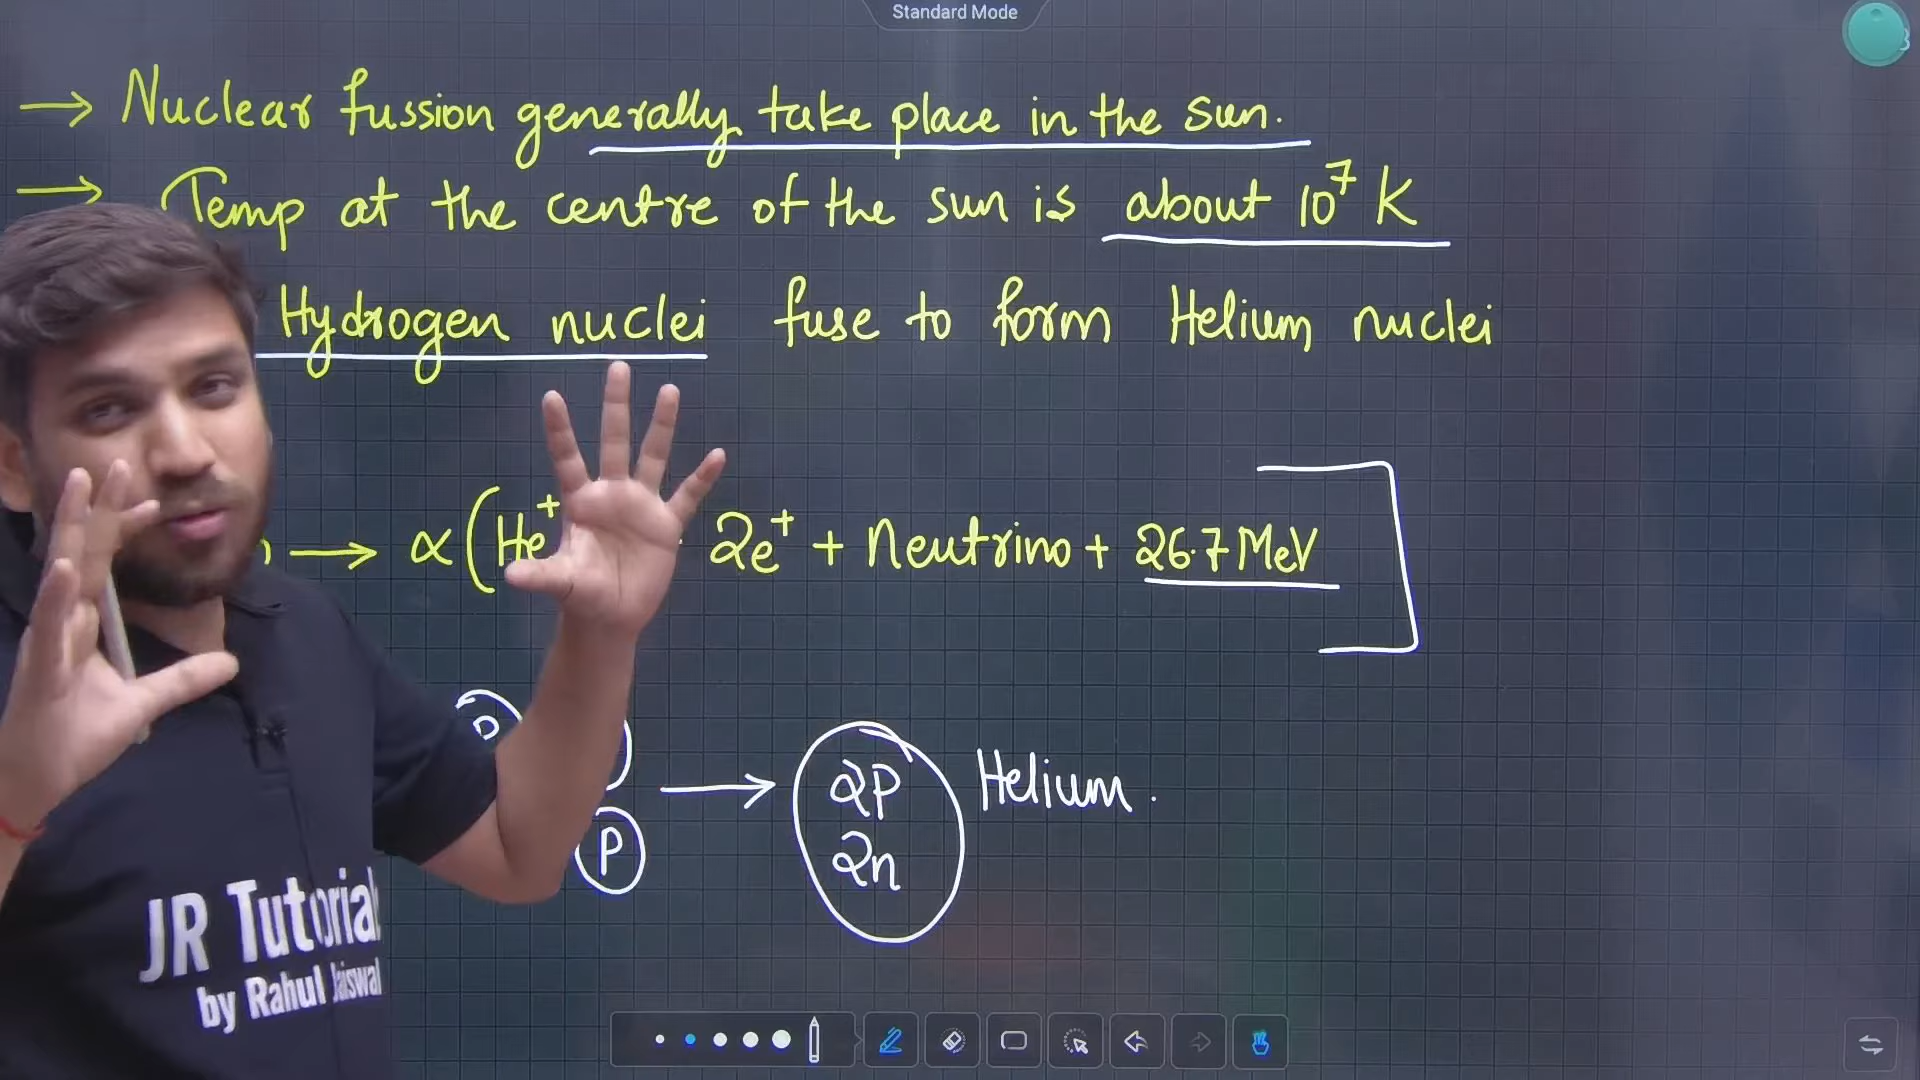 Standard Mode
→ Nuclear fussion generally take place in the sun.
→ Temp at the centre of the sun is about 10⁷ K
Hydrogen nuclei fuse to form Helium nuclei
→ α (He⁺ 2e⁺ + Neutrino + 26.7 MeV
P
→ 2P
2n
Helium.
JR Tutorial
by Rahul Jaiswal